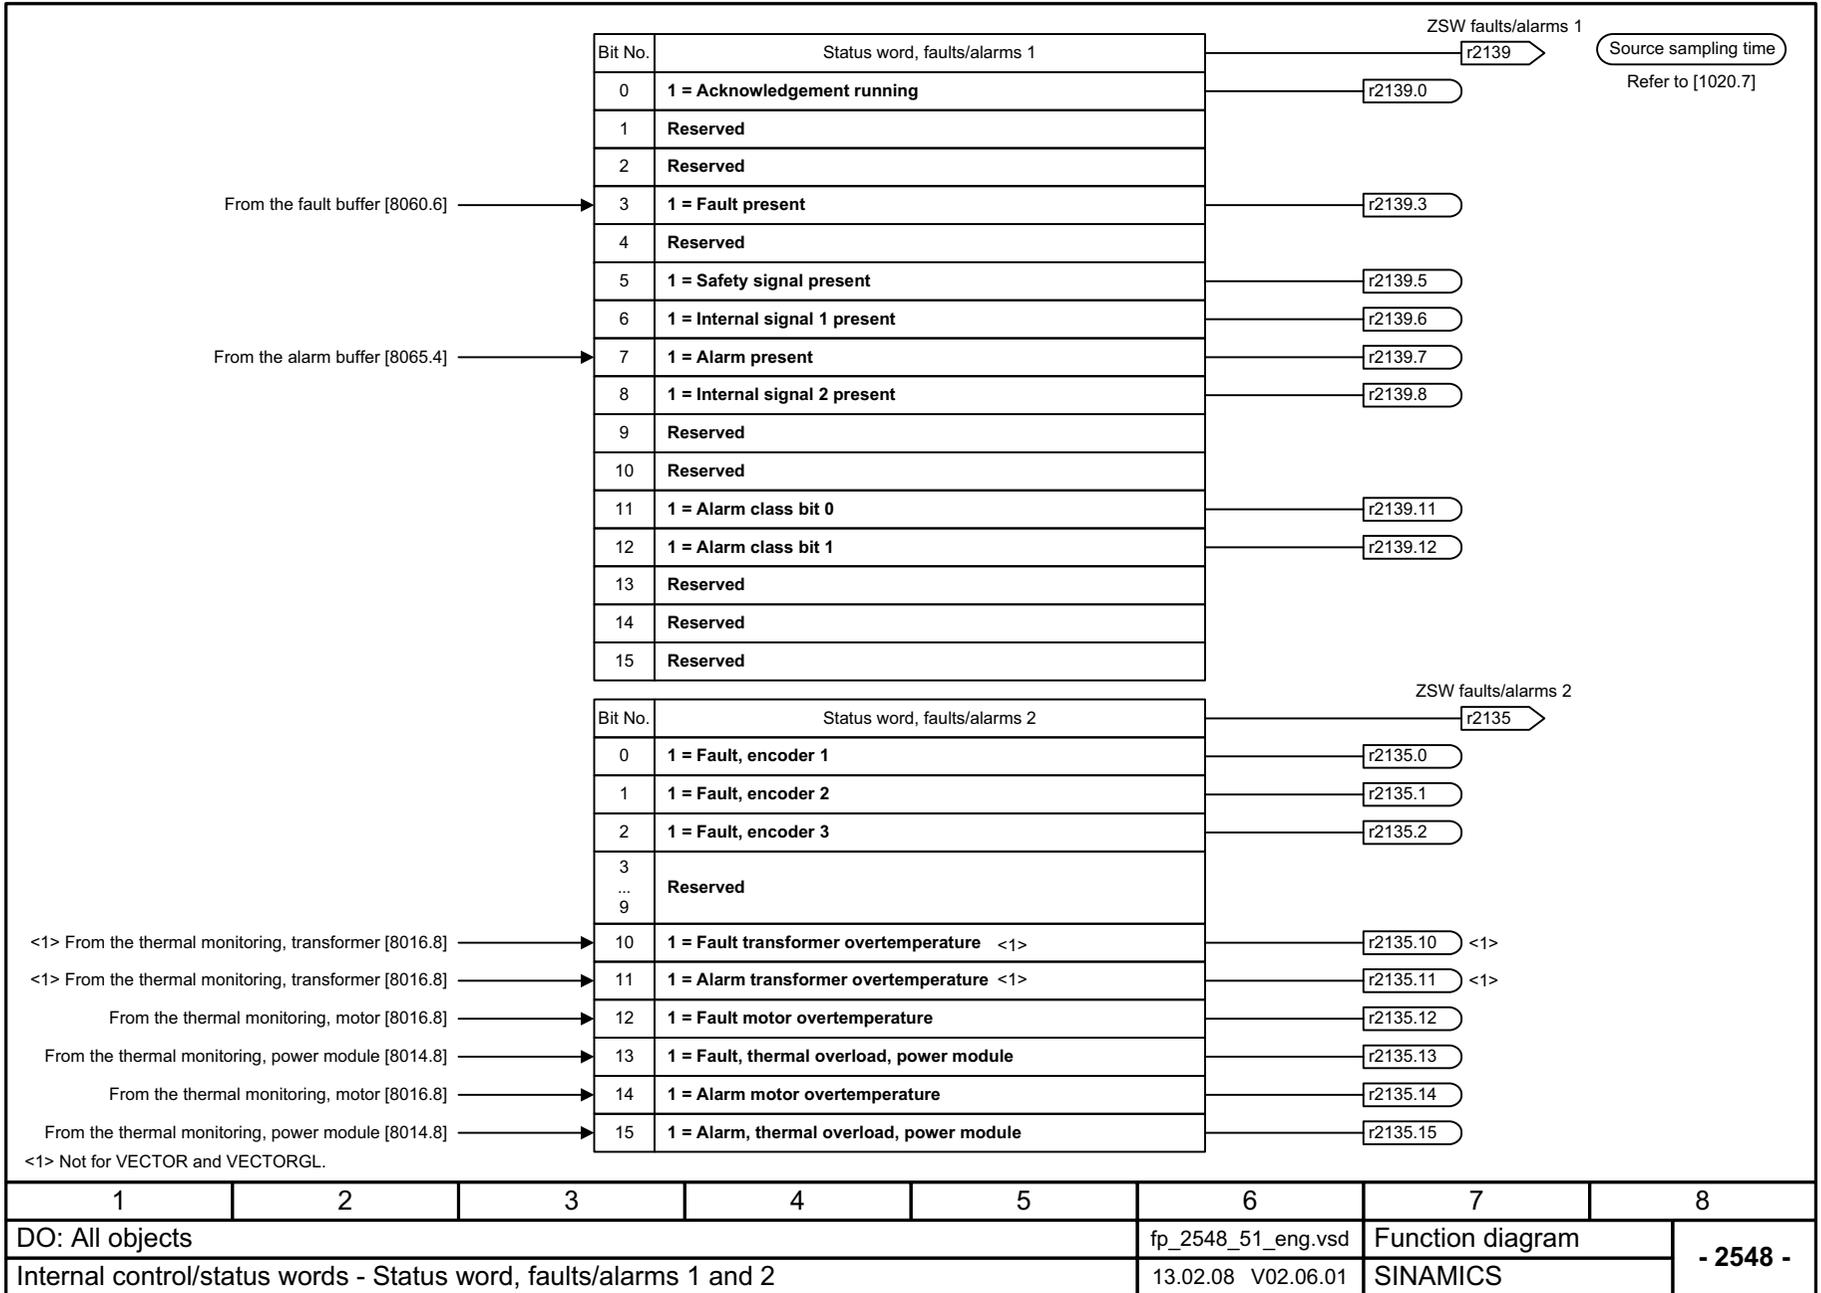 ZSW faults/alarms 1
Bit No. Status word, faults/alarms 1 r2139 Source sampling time
0 1 = Acknowledgement running r2139.0 Refer to [1020.7]
1 Reserved
2 Reserved
From the fault buffer [8060.6] 3 1 = Fault present r2139.3
4 Reserved
5 1 = Safety signal present r2139.5
6 1 = Internal signal 1 present r2139.6
From the alarm buffer [8065.4] 7 1 = Alarm present r2139.7
8 1 = Internal signal 2 present r2139.8
9 Reserved
10 Reserved
11 1 = Alarm class bit 0 r2139.11
12 1 = Alarm class bit 1 r2139.12
13 Reserved
14 Reserved
15 Reserved
ZSW faults/alarms 2
Bit No. Status word, faults/alarms 2 r2135
0 1 = Fault, encoder 1 r2135.0
1 1 = Fault, encoder 2 r2135.1
2 1 = Fault, encoder 3 r2135.2
3
... Reserved
9
<1> From the thermal monitoring, transformer [8016.8] 10 1 = Fault transformer overtemperature <1> r2135.10 <1>
<1> From the thermal monitoring, transformer [8016.8] 11 1 = Alarm transformer overtemperature <1> r2135.11 <1>
From the thermal monitoring, motor [8016.8] 12 1 = Fault motor overtemperature r2135.12
From the thermal monitoring, power module [8014.8] 13 1 = Fault, thermal overload, power module r2135.13
From the thermal monitoring, motor [8016.8] 14 1 = Alarm motor overtemperature r2135.14
From the thermal monitoring, power module [8014.8] 15 1 = Alarm, thermal overload, power module r2135.15
<1> Not for VECTOR and VECTORGL.
1 2 3 4 5 6 7 8
DO: All objects fp_2548_51_eng.vsd Function diagram - 2548 -
Internal control/status words - Status word, faults/alarms 1 and 2 13.02.08 V02.06.01 SINAMICS